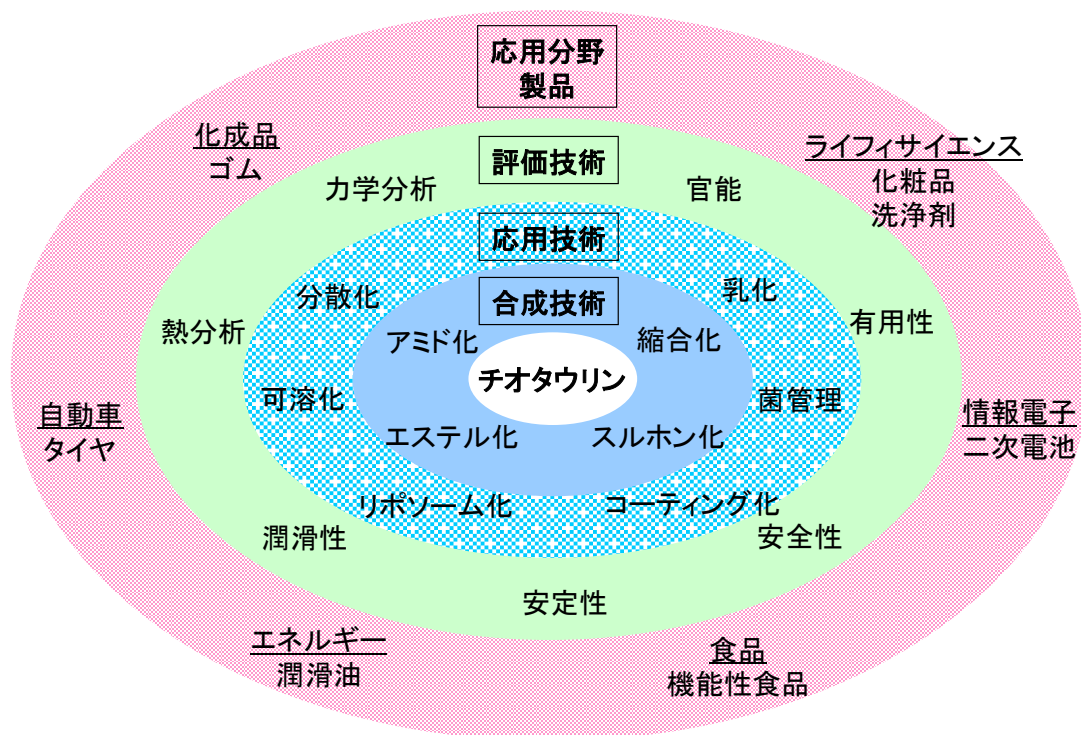 応用分野
製品
化成品
ゴム
ライフィサイエンス
化粧品
洗浄剤
評価技術
力学分析
官能
応用技術
分散化
乳化
合成技術
熱分析
有用性
アミド化
縮合化
チオタウリン
可溶化
菌管理
自動車
タイヤ
情報電子
二次電池
エステル化
スルホン化
リポソーム化
コーティング化
潤滑性
安全性
安定性
エネルギー
潤滑油
食品
機能性食品